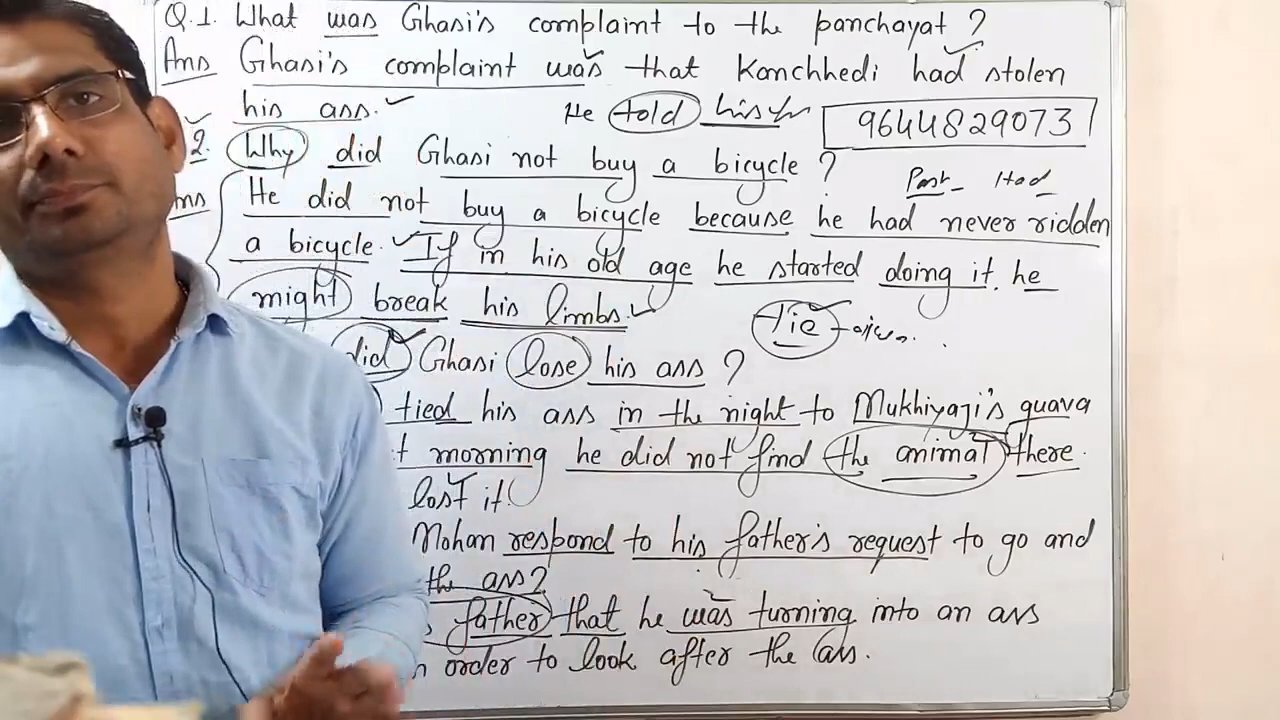 Q.1. What was Ghasi's complaint to the panchayat ?
Ans Ghasi's complaint was that Kanchhedi had stolen
his ass.
He told his
9644829073
2. Why did Ghasi not buy a bicycle ?
Past Had
Ans He did not buy a bicycle because he had never ridden
a bicycle. If in his old age he started doing it, he
might break his limbs.
Tie
did Ghasi lose his ass ?
tied his ass in the night to Mukhiyaji's guava
morning he did not find the animal there.
lost it.
Mohan respond to his father's request to go and
the ass?
father that he was turning into an ass
order to look after the ass.